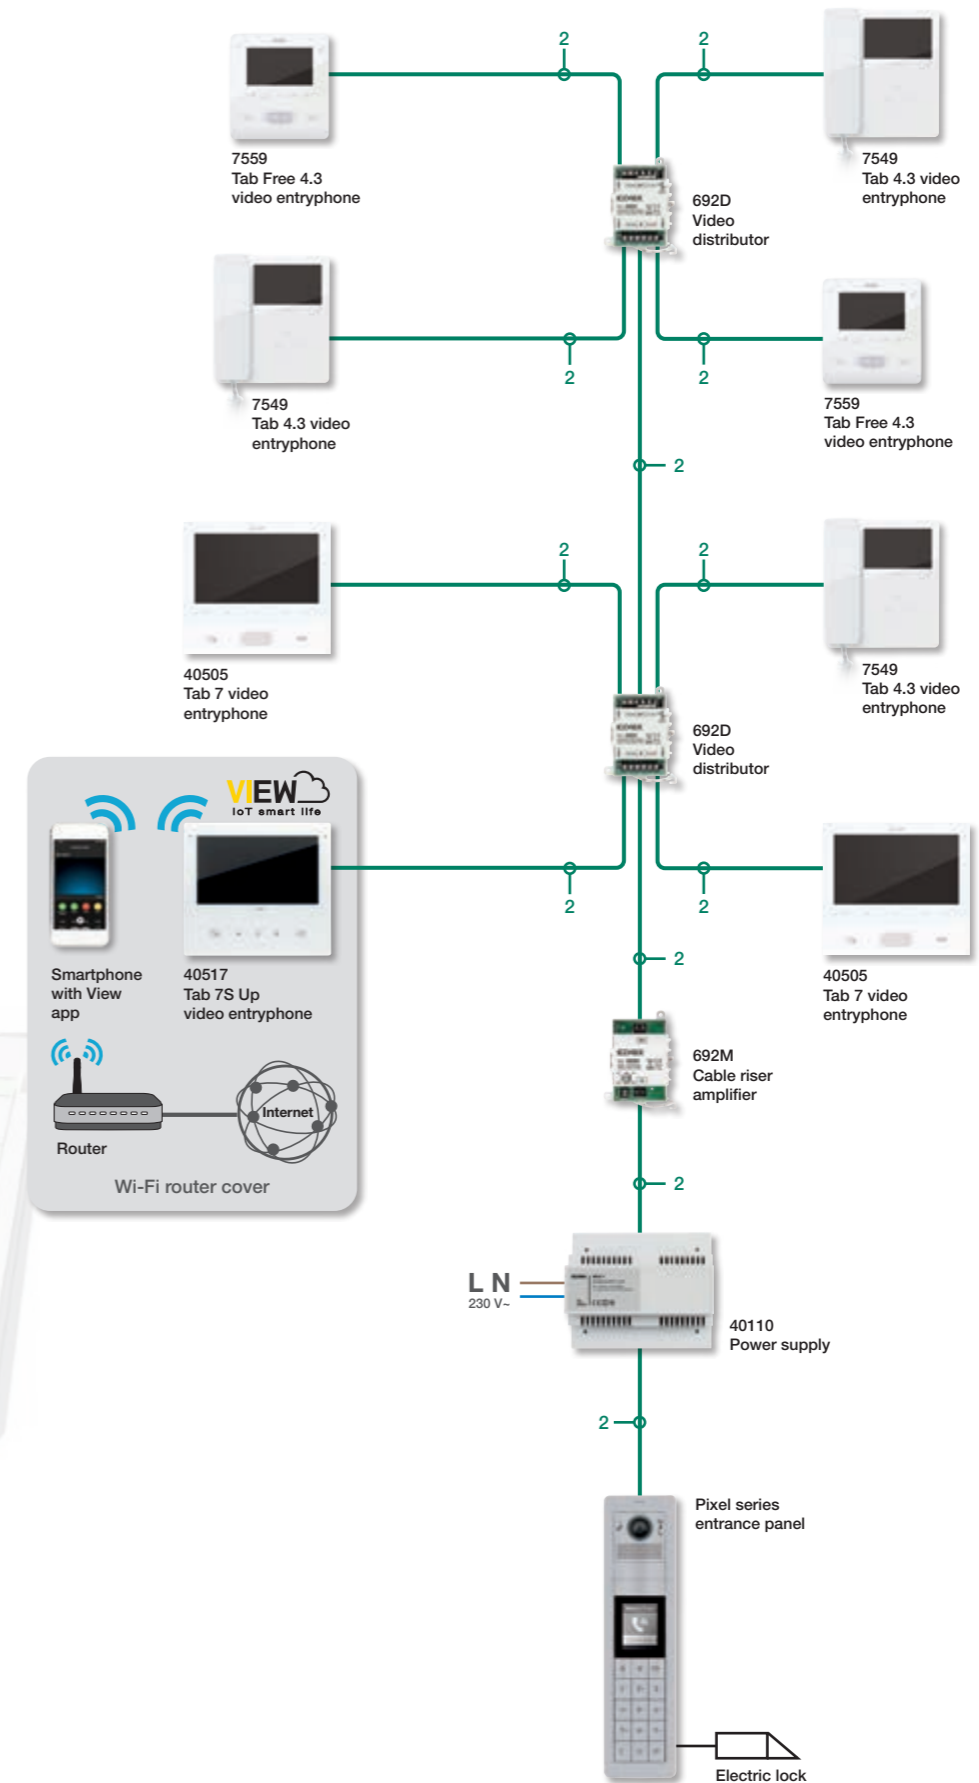 2
2
7559
Tab Free 4.3
video entryphone
7549
Tab 4.3 video
entryphone
692D
Video
distributor
2
2
7549
Tab 4.3 video
entryphone
7559
Tab Free 4.3
video entryphone
2
2
2
40505
Tab 7 video
entryphone
7549
Tab 4.3 video
entryphone
692D
Video
distributor
VIEW
IoT smart life
2
2
Smartphone
with View
app
40517
Tab 7S Up
video entryphone
40505
Tab 7 video
entryphone
2
692M
Cable riser
amplifier
Internet
Router
Wi-Fi router cover
2
L N
230 V~
40110
Power supply
2
Pixel series
entrance panel
Electric lock